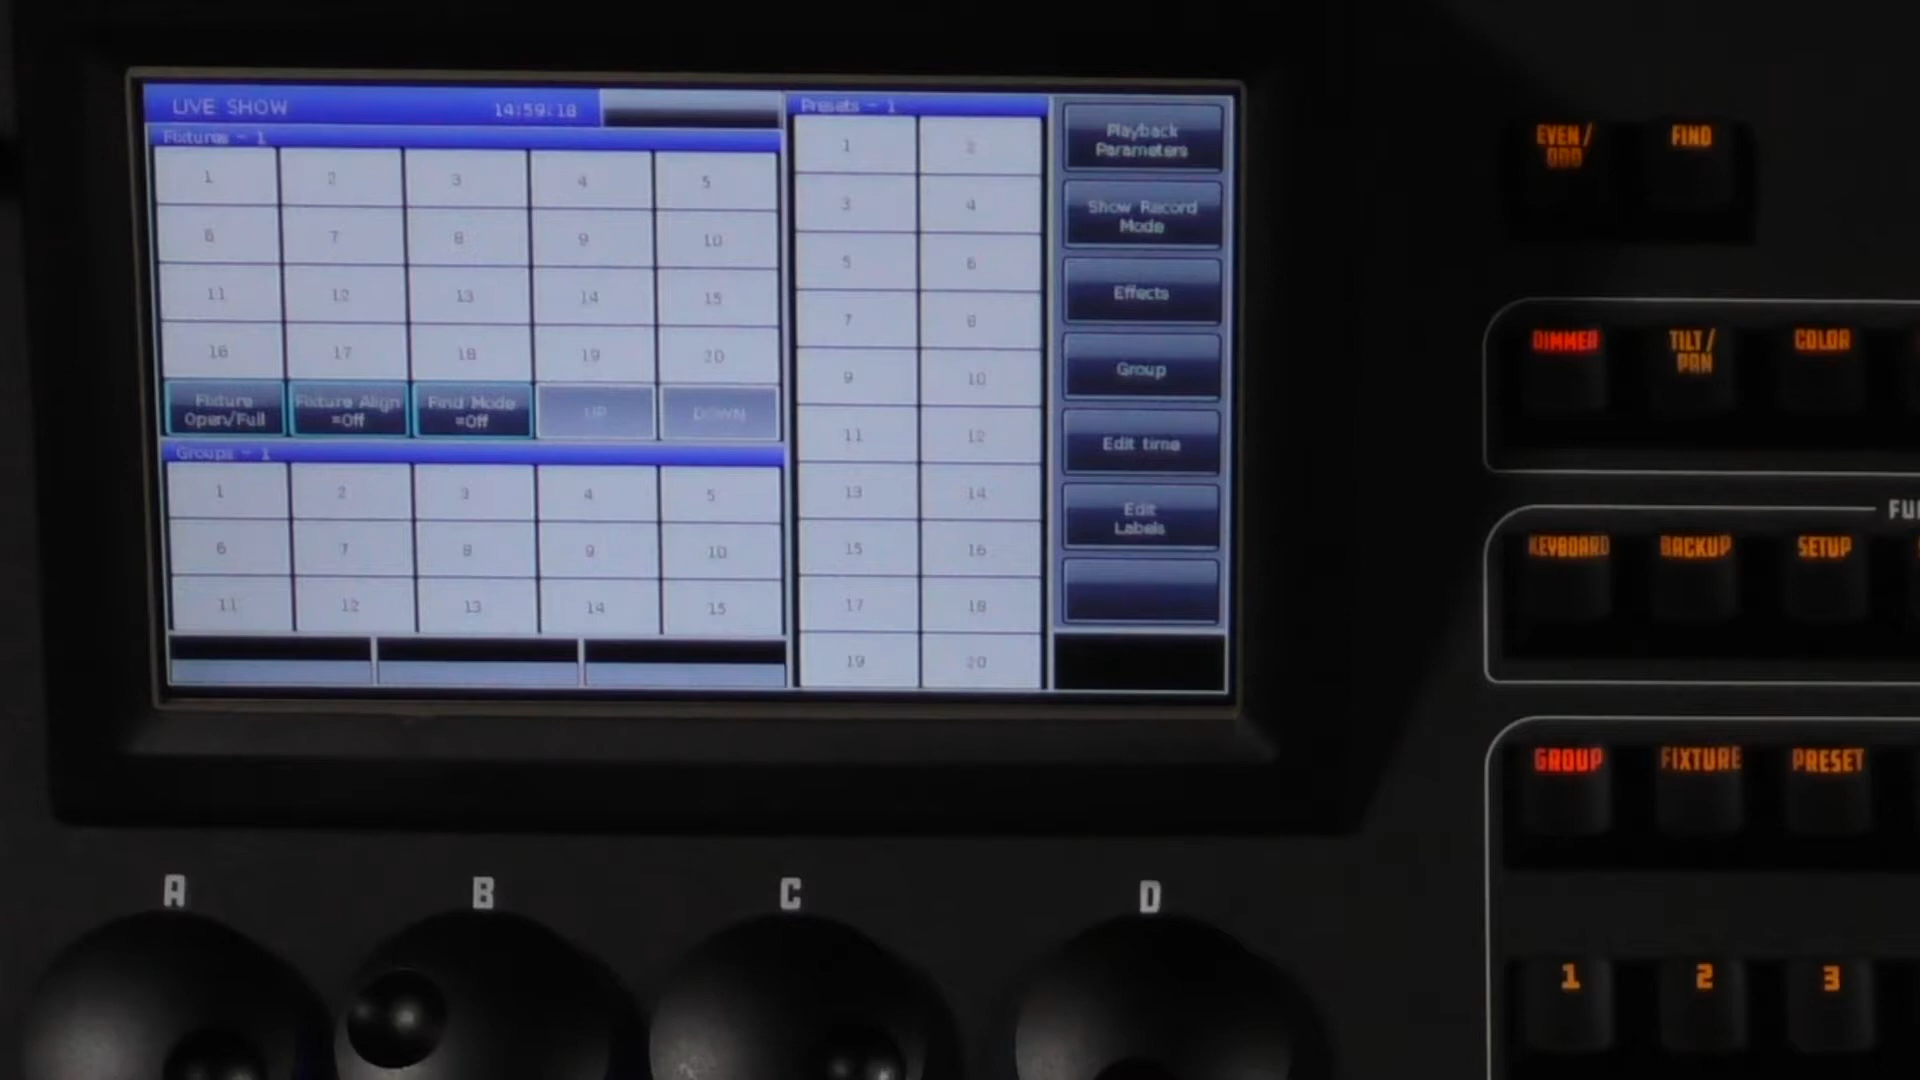 LIVE SHOW 14:59:18
Fixtures - 1
1 2 3 4 5
6 7 8 9 10
11 12 13 14 15
16 17 18 19 20
Fixture Open/Full
Fixture Align =Off
Find Mode =Off
UP
DOWN
Groups - 1
1 2 3 4 5
6 7 8 9 10
11 12 13 14 15
Presets - 1
1 2
3 4
5 6
7 8
9 10
11 12
13 14
15 16
17 18
19 20
Playback
Parameters
Show Record
Mode
Effects
Group
Edit time
Edit
Labels
EVEN/
ODD
FIND
DIMMER
TILT/
PAN
COLOR
KEYBOARD
BACKUP
SETUP
GROUP
FIXTURE
PRESET
1 2 3
A B C D